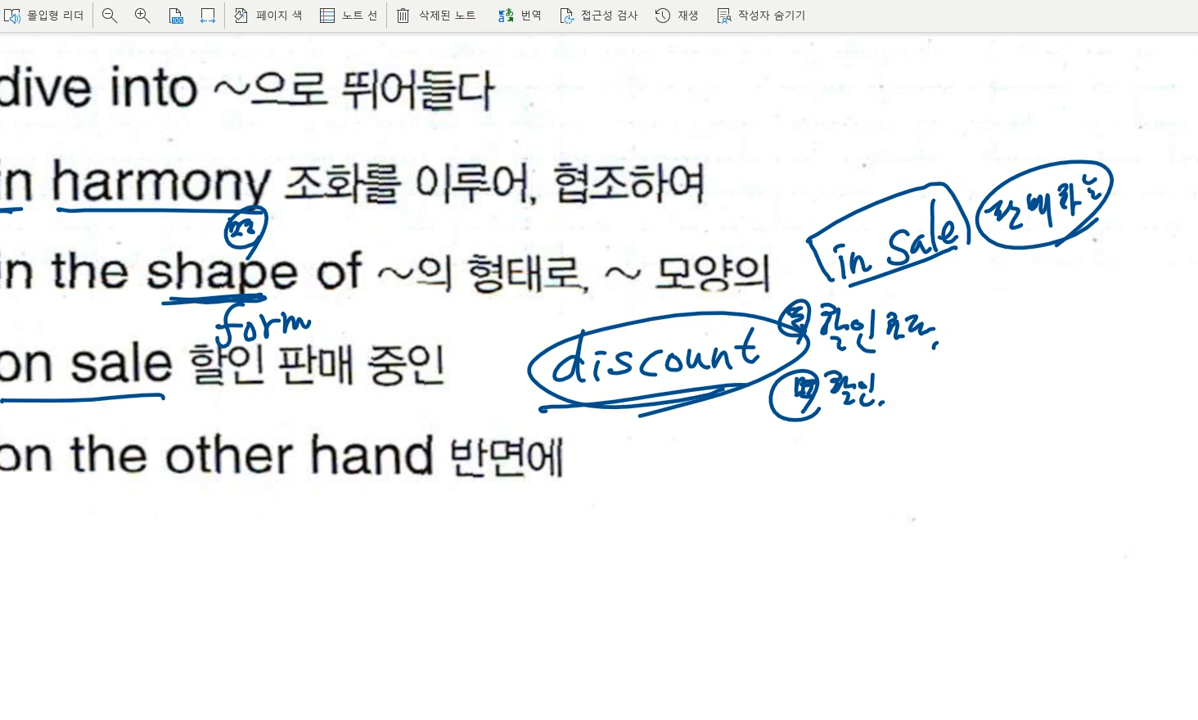 몰입형 리더 페이지 색 노트 선 삭제된 노트 번역 접근성 검사 재생 작성자 숨기기
dive into ~으로 뛰어들다
in harmony 조화를 이루어, 협조하여
in sale 판매하는
in the shape of ~의 형태로, ~ 모양의
form
discount 동 할인하다.
on sale 할인 판매 중인
명 할인.
on the other hand 반면에